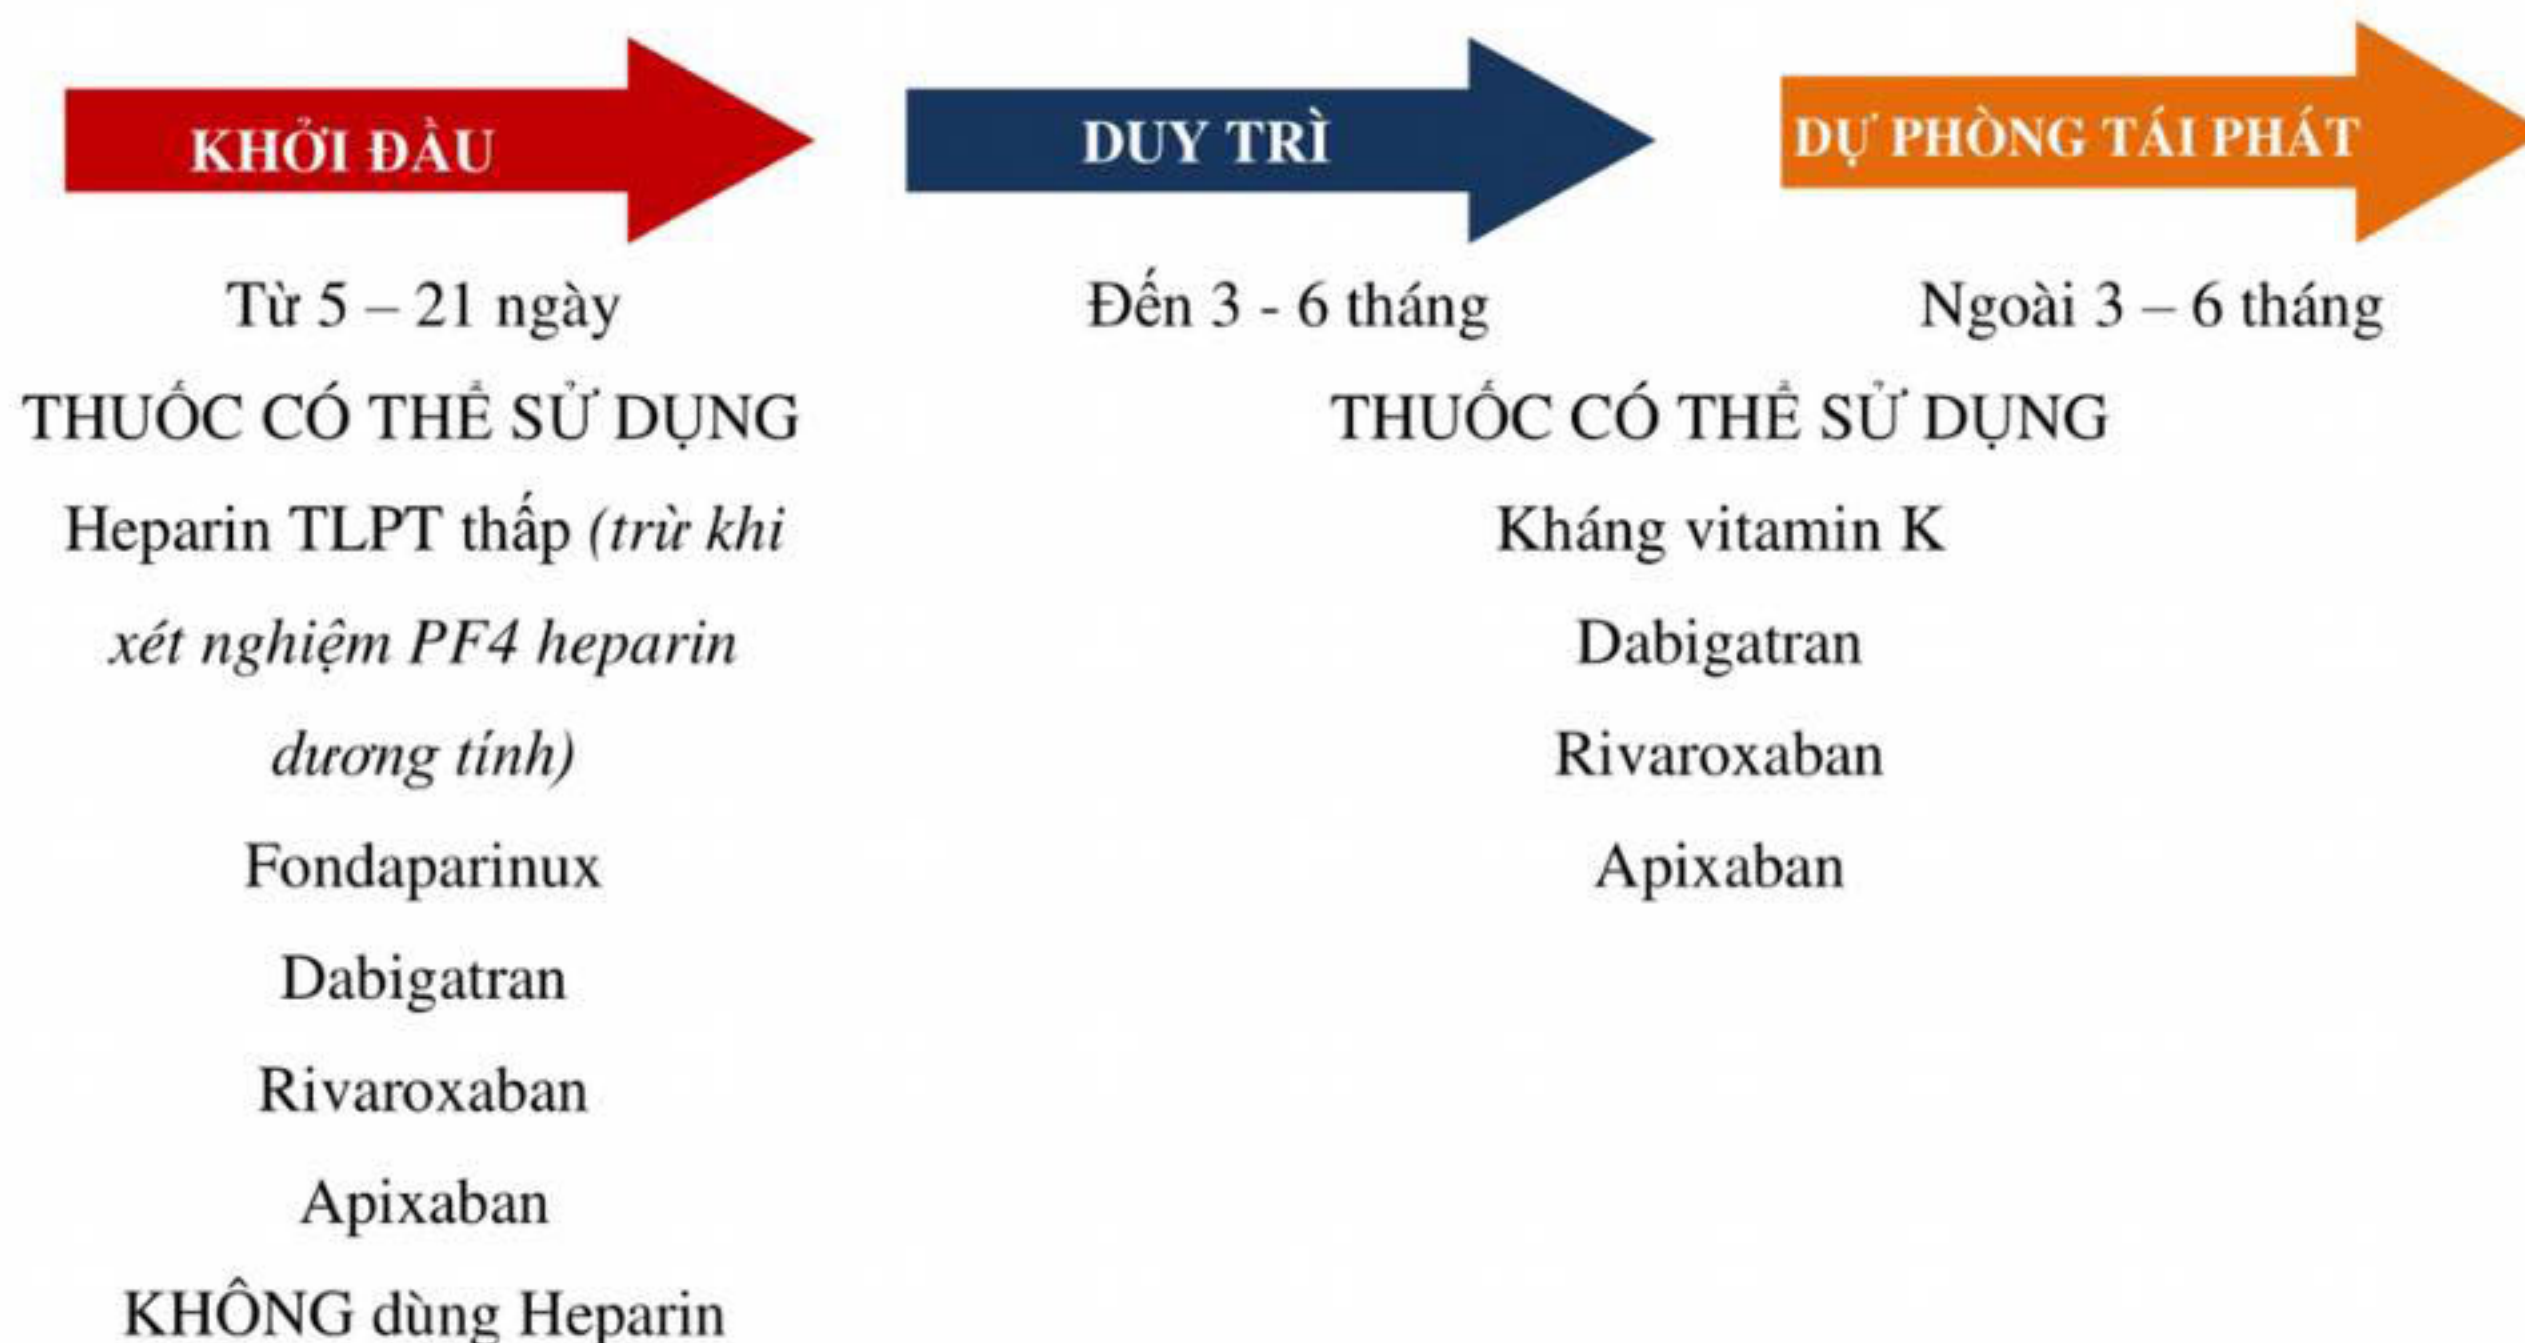 KHỞI ĐẦU
DUY TRÌ
DỰ PHÒNG TÁI PHÁT
Từ 5 – 21 ngày
Đến 3 - 6 tháng
Ngoài 3 – 6 tháng
THUỐC CÓ THỂ SỬ DỤNG
Heparin TLPT thấp (trừ khi
xét nghiệm PF4 heparin
dương tính)
Fondaparinux
Dabigatran
Rivaroxaban
Apixaban
KHÔNG dùng Heparin
THUỐC CÓ THỂ SỬ DỤNG
Kháng vitamin K
Dabigatran
Rivaroxaban
Apixaban